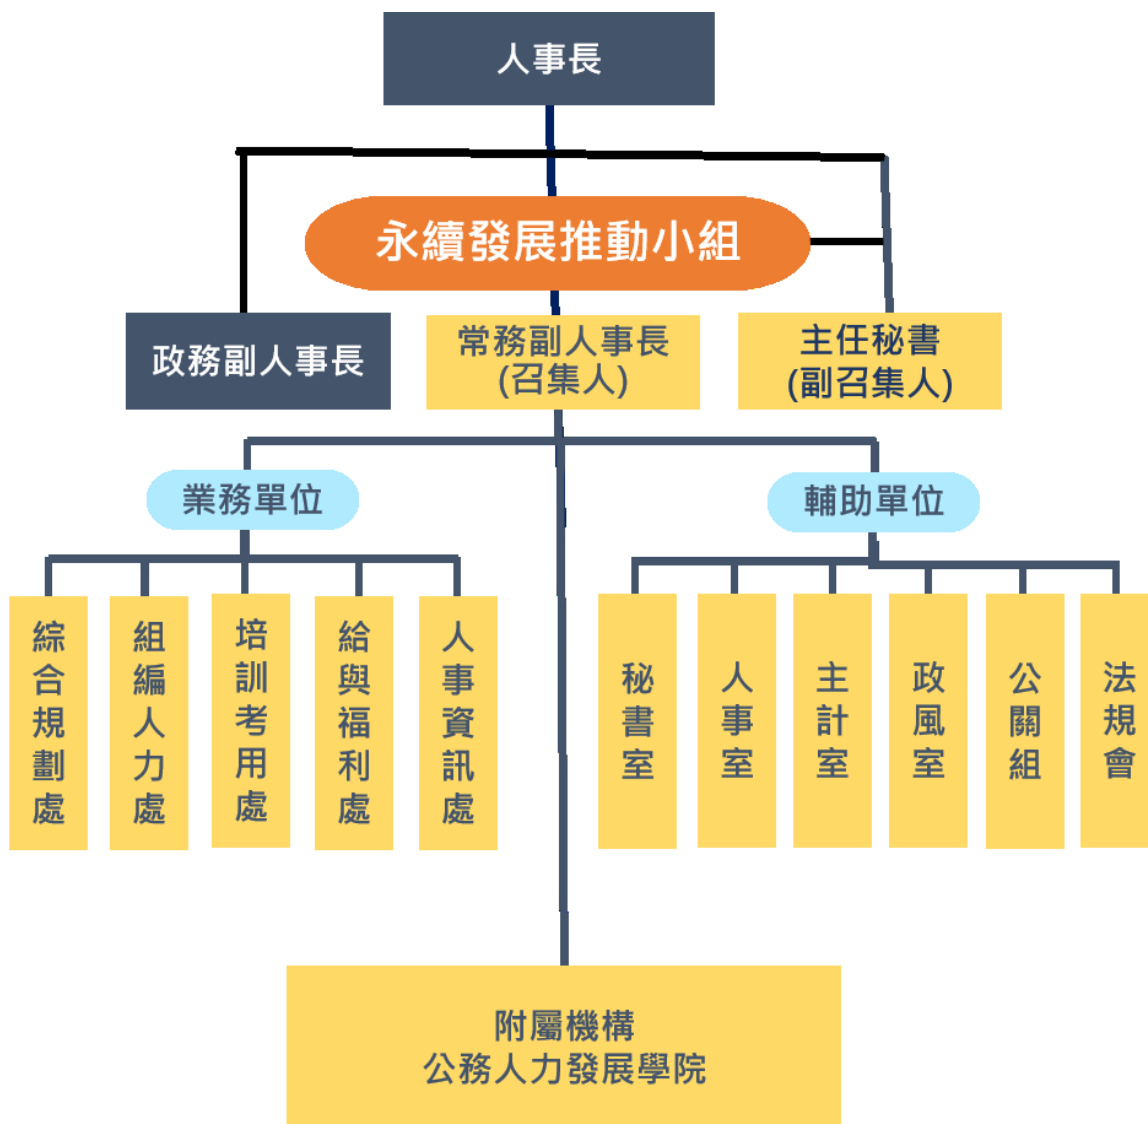 人事長
永續發展推動小組
政務副人事長
常務副人事長
(召集人)
主任秘書
(副召集人)
業務單位
輔助單位
綜合規劃處
組編人力處
培訓考用處
給與福利處
人事資訊處
秘書室
人事室
主計室
政風室
公關組
法規會
附屬機構
公務人力發展學院